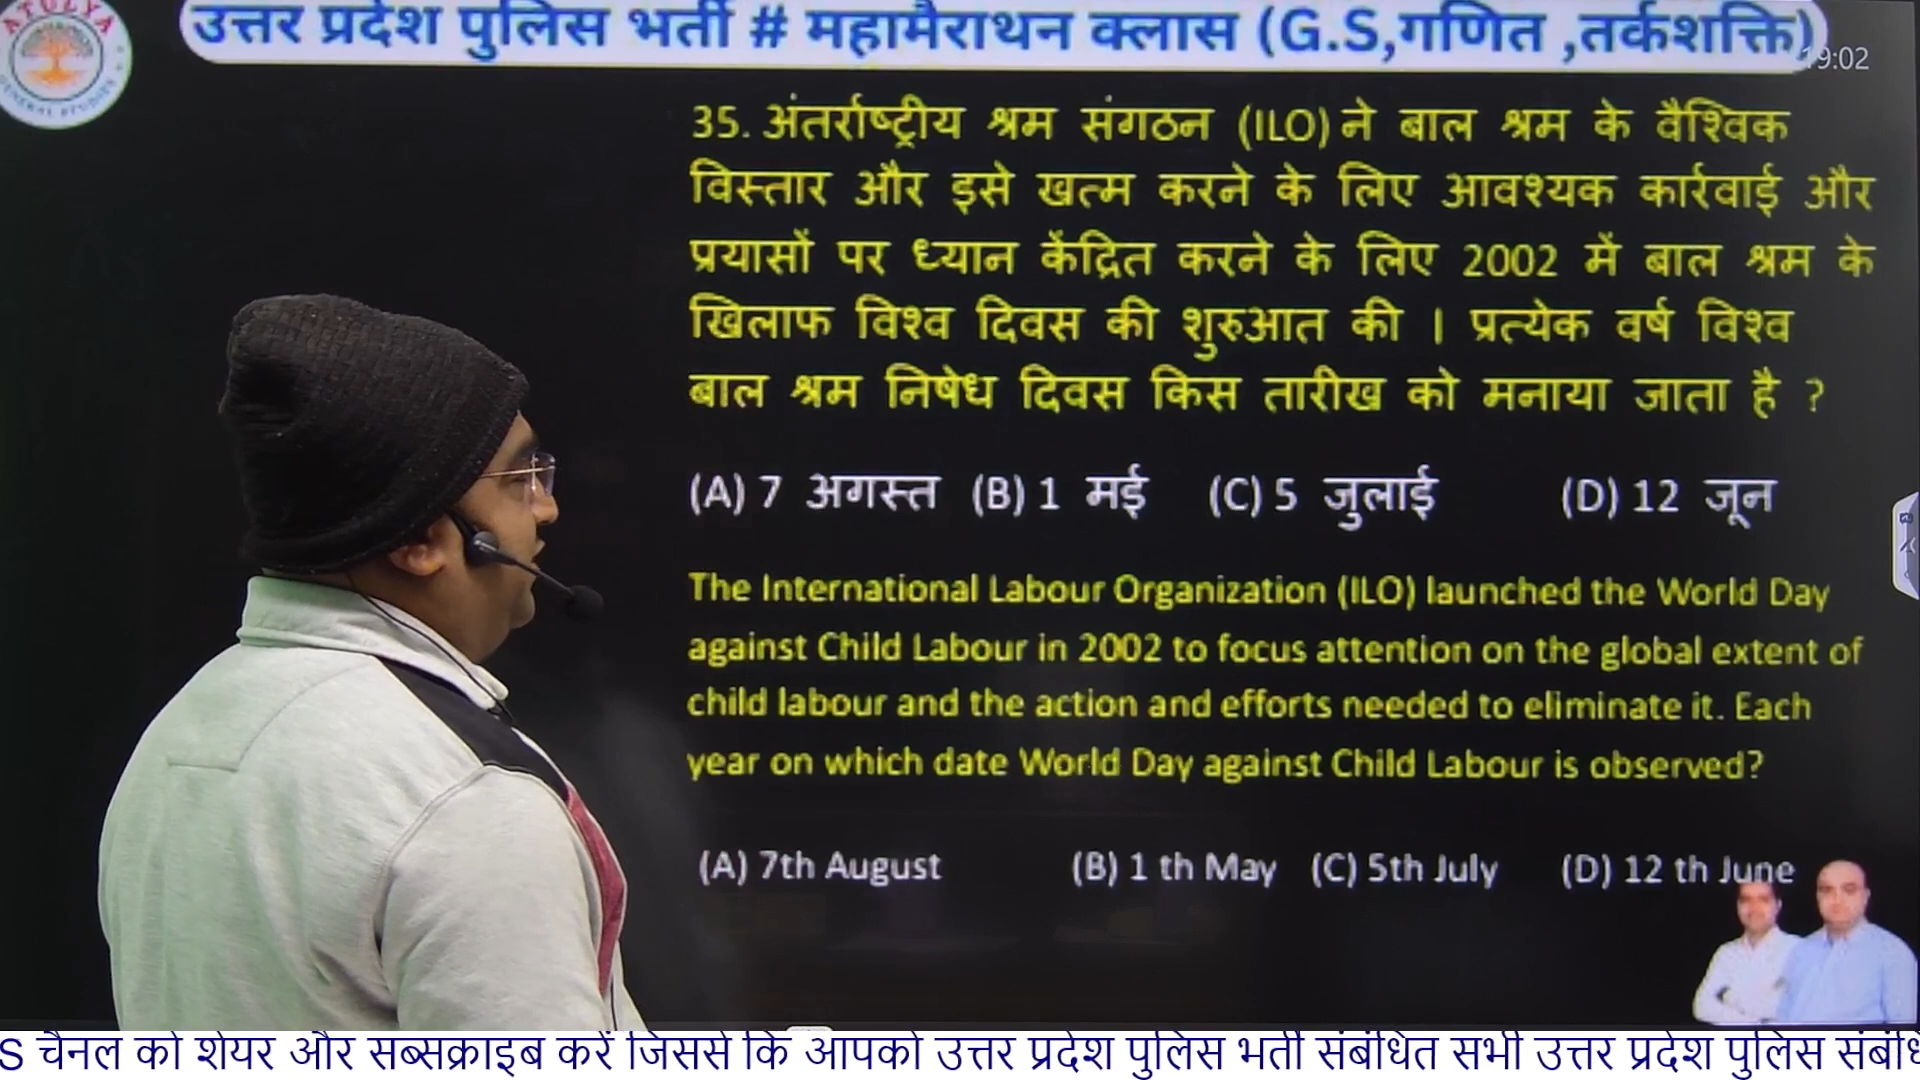 ATULYA
GENERAL STUDIES
उत्तर प्रदेश पुलिस भर्ती # महामैराथन क्लास (G.S,गणित ,तर्कशक्ति)
19:02
35. अंतर्राष्ट्रीय श्रम संगठन (ILO) ने बाल श्रम के वैश्विक
विस्तार और इसे खत्म करने के लिए आवश्यक कार्रवाई और
प्रयासों पर ध्यान केंद्रित करने के लिए 2002 में बाल श्रम के
खिलाफ विश्व दिवस की शुरुआत की । प्रत्येक वर्ष विश्व
बाल श्रम निषेध दिवस किस तारीख को मनाया जाता है ?
(A) 7 अगस्त (B) 1 मई (C) 5 जुलाई (D) 12 जून
The International Labour Organization (ILO) launched the World Day
against Child Labour in 2002 to focus attention on the global extent of
child labour and the action and efforts needed to eliminate it. Each
year on which date World Day against Child Labour is observed?
(A) 7th August (B) 1 th May (C) 5th July (D) 12 th June
S चैनल को शेयर और सब्सक्राइब करें जिससे कि आपको उत्तर प्रदेश पुलिस भर्ती संबंधित सभी उत्तर प्रदेश पुलिस